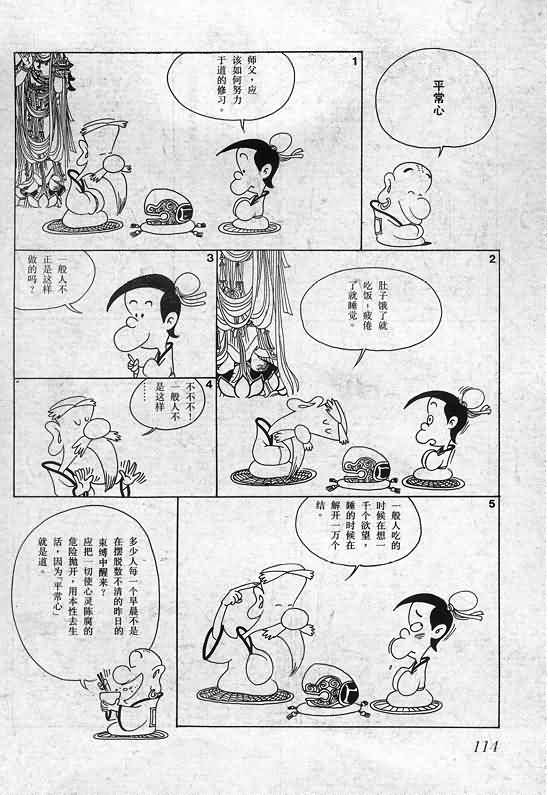 平常心
1
师父，应
该如何努力
于道的修习。
2
肚子饿了就
吃饭，疲倦
了就睡觉。
3
一般人不
正是这样
做的吗？
4
不不不！
一般人不
是这样
……
5
一般人吃的
时候在想一
千个欲望，
睡的时候在
解开一万个
结。
多少人每一个早晨不是
在摆脱数不清的昨日的
束缚中醒来？
应把一切使心灵陈腐的
危险抛开，用本性去生
活，因为「平常心」
就是道。
114